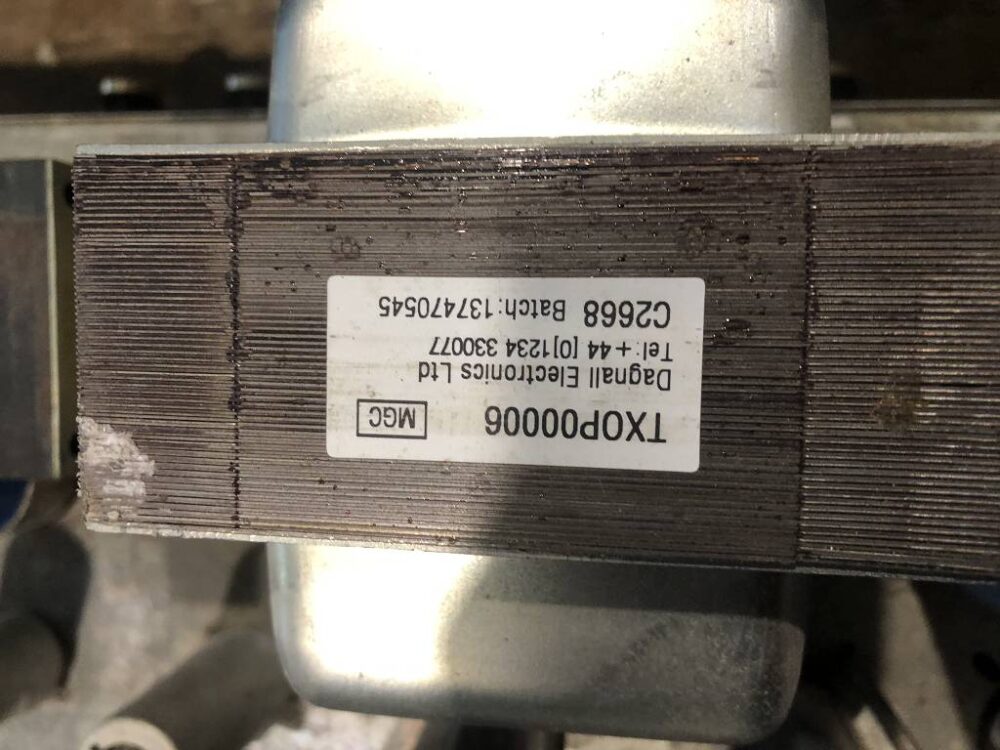 TXOP00006 MGC
Dagnall Electronics Ltd
Tel: +44 [0]1234 330077
C2668 Batch:137470545